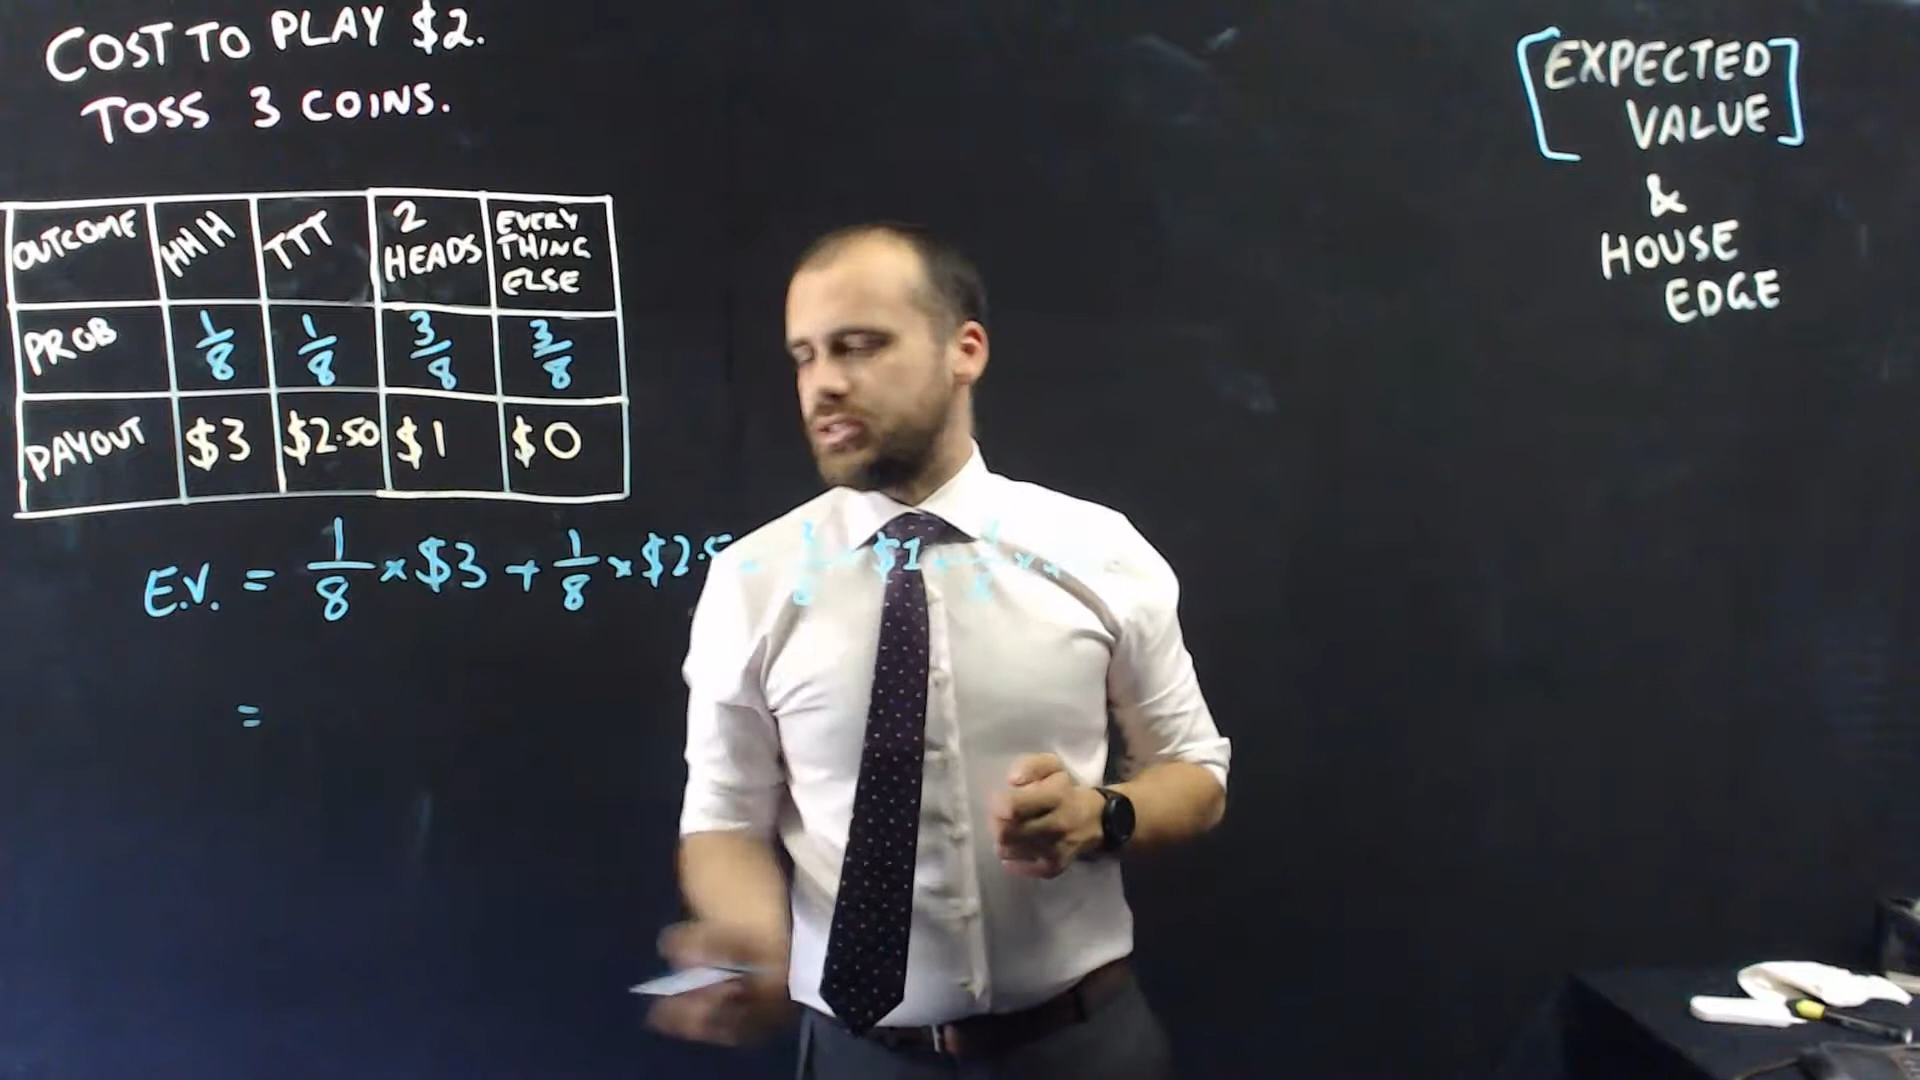 COST TO PLAY $2.
TOSS 3 COINS.
[EXPECTED
VALUE]
&
HOUSE
EDGE
OUTCOME HHH TTT 2 HEADS EVERY THING ELSE
PROB 1/8 1/8 3/8 3/8
PAYOUT $3 $2.50 $1 $0
E.V. = 1/8 × $3 + 1/8 × $2.5 $1
=